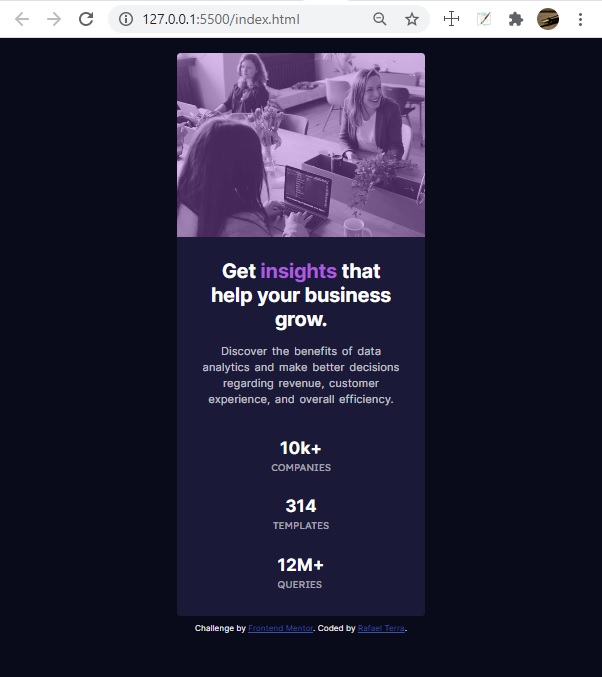 127.0.0.1:5500/index.html
Get insights that
help your business
grow.
Discover the benefits of data
analytics and make better decisions
regarding revenue, customer
experience, and overall efficiency.
10k+
COMPANIES
314
TEMPLATES
12M+
QUERIES
Challenge by Frontend Mentor. Coded by Rafael Terra.